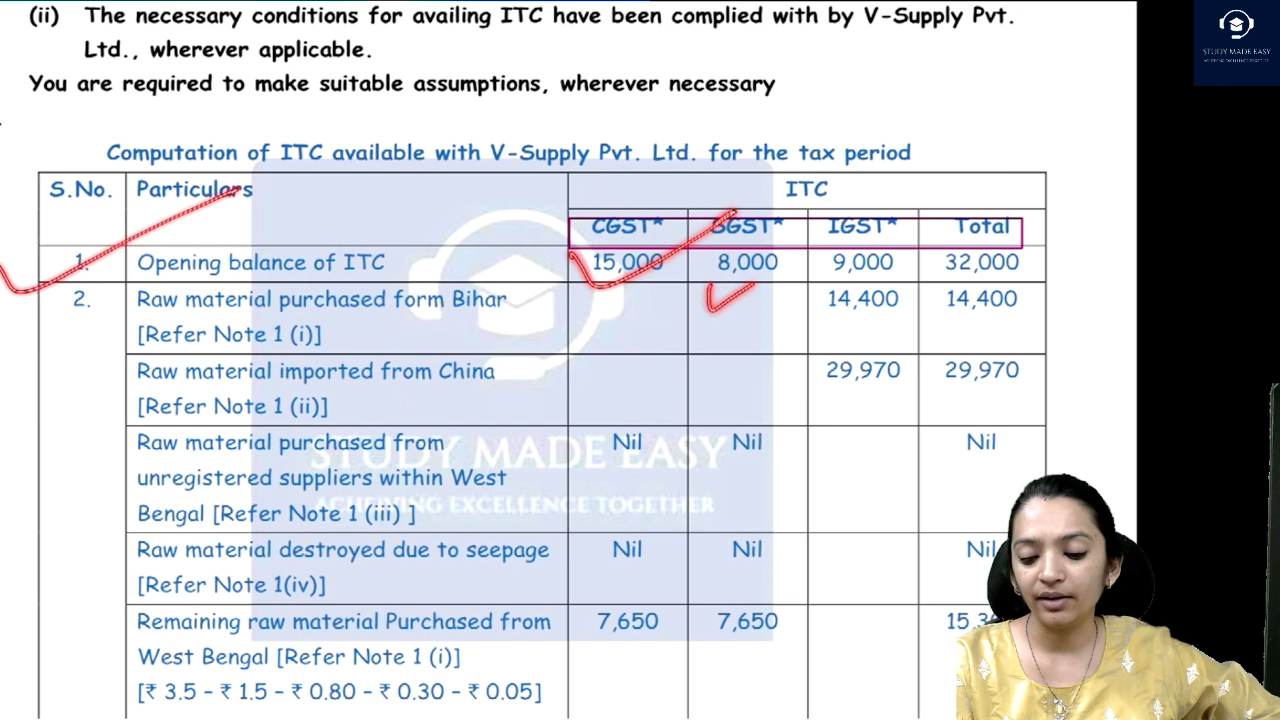 (ii) The necessary conditions for availing ITC have been complied with by V-Supply Pvt.
Ltd., wherever applicable.
You are required to make suitable assumptions, wherever necessary
STUDY MADE EASY
Computation of ITC available with V-Supply Pvt. Ltd. for the tax period
S.No. Particulars ITC
CGST* SGST* IGST* Total
1. Opening balance of ITC 15,000 8,000 9,000 32,000
2. Raw material purchased form Bihar 14,400 14,400
[Refer Note 1 (i)]
Raw material imported from China 29,970 29,970
[Refer Note 1 (ii)]
Raw material purchased from Nil Nil Nil
unregistered suppliers within West
Bengal [Refer Note 1 (iii) ]
STUDY MADE EASY
ACHEIVING EXCELLENCE TOGETHER
Raw material destroyed due to seepage Nil Nil Nil
[Refer Note 1(iv)]
Remaining raw material Purchased from 7,650 7,650
West Bengal [Refer Note 1 (i)]
[₹ 3.5 - ₹ 1.5 - ₹ 0.80 - ₹ 0.30 - ₹ 0.05]